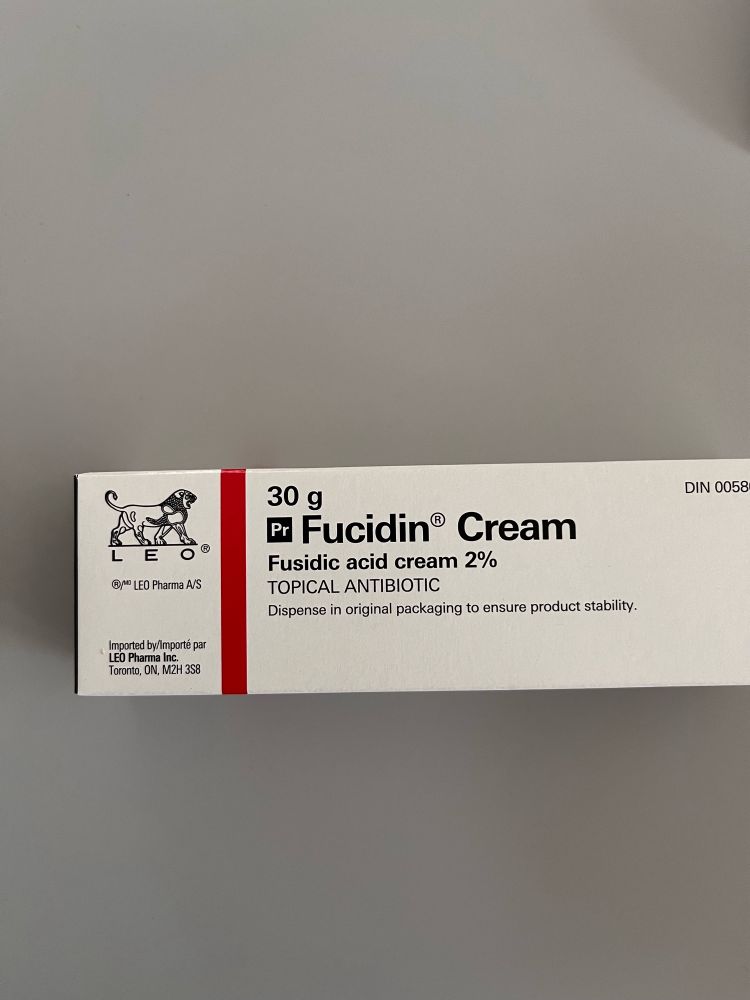 LEO®
®/MD LEO Pharma A/S
Imported by/Importé par
LEO Pharma Inc.
Toronto, ON, M2H 3S8
30 g
Pr Fucidin® Cream
Fusidic acid cream 2%
TOPICAL ANTIBIOTIC
Dispense in original packaging to ensure product stability.
DIN